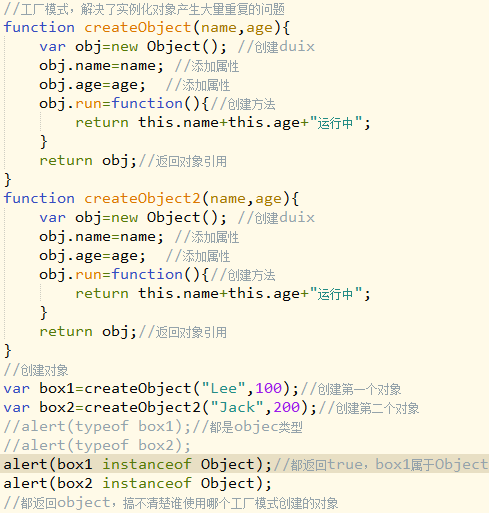 //工厂模式，解决了实例化对象产生大量重复的问题
function createObject(name,age){
    var obj=new Object(); //创建duix
    obj.name=name; //添加属性
    obj.age=age;  //添加属性
    obj.run=function(){//创建方法
        return this.name+this.age+"运行中";
    }
    return obj;//返回对象引用
}
function createObject2(name,age){
    var obj=new Object(); //创建duix
    obj.name=name; //添加属性
    obj.age=age;  //添加属性
    obj.run=function(){//创建方法
        return this.name+this.age+"运行中";
    }
    return obj;//返回对象引用
}
//创建对象
var box1=createObject("Lee",100);//创建第一个对象
var box2=createObject2("Jack",200);//创建第二个对象
//alert(typeof box1);//都是objec类型
//alert(typeof box2);
alert(box1 instanceof Object);//都返回true，box1属于Object
alert(box2 instanceof Object);
//都返回object，搞不清楚谁使用哪个工厂模式创建的对象